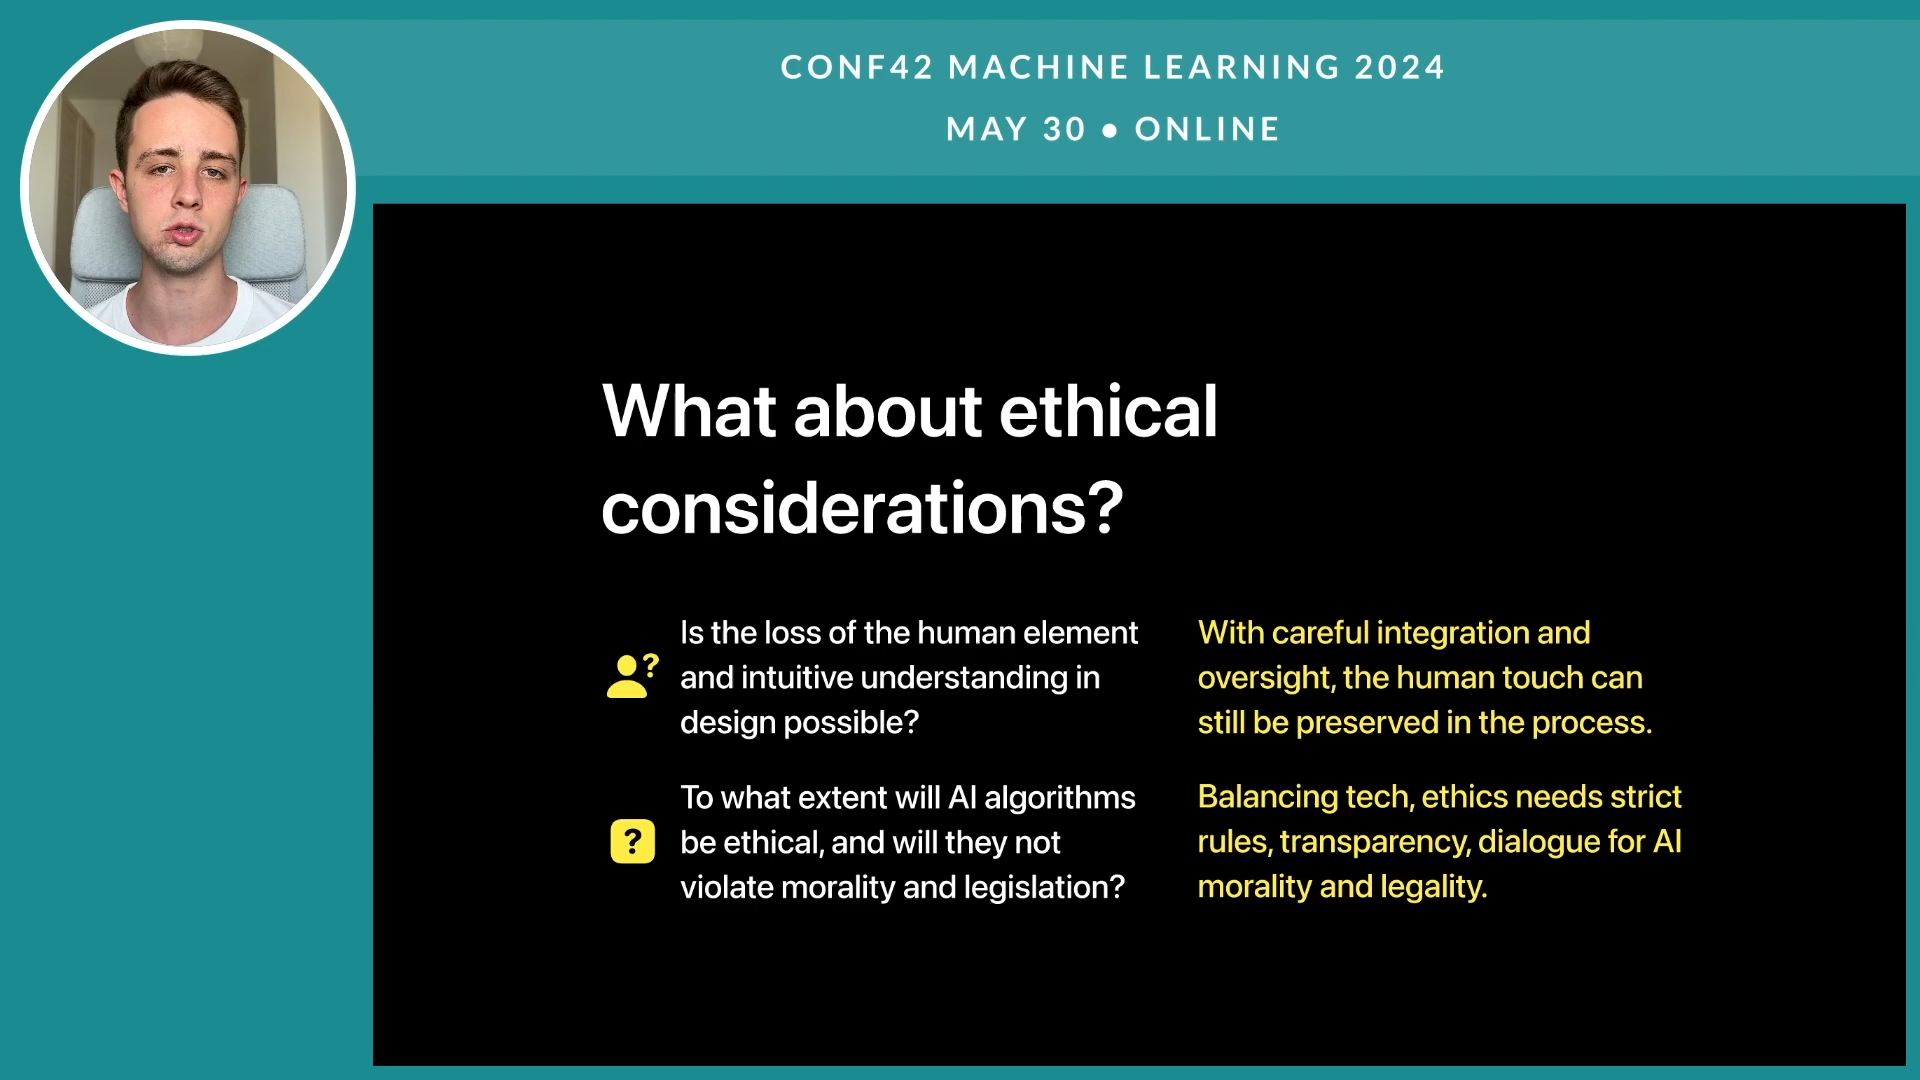 CONF42 MACHINE LEARNING 2024
MAY 30 • ONLINE
What about ethical
considerations?
Is the loss of the human element
and intuitive understanding in
design possible?
With careful integration and
oversight, the human touch can
still be preserved in the process.
To what extent will AI algorithms
be ethical, and will they not
violate morality and legislation?
Balancing tech, ethics needs strict
rules, transparency, dialogue for AI
morality and legality.